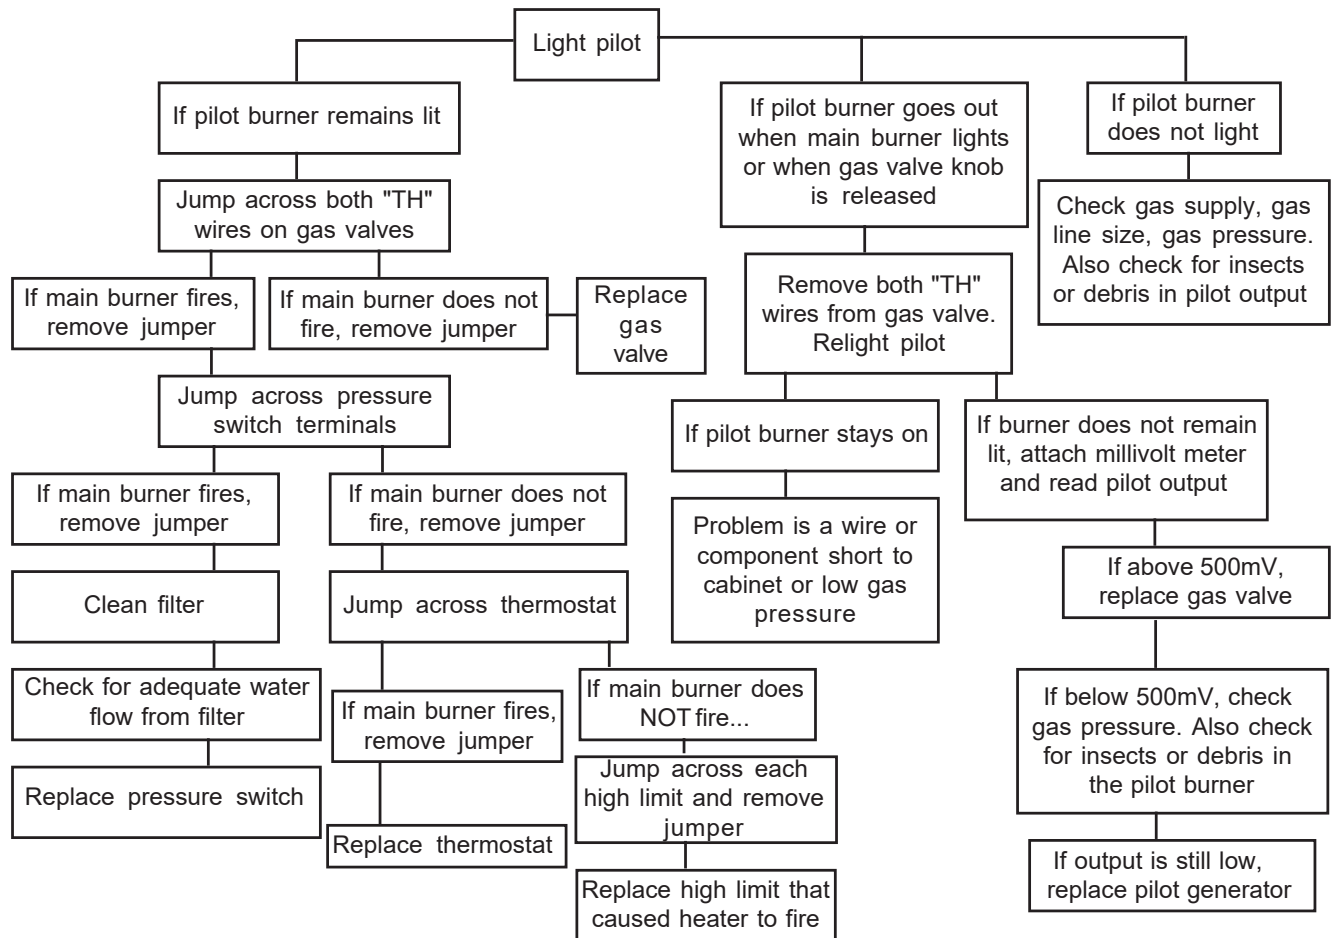 Light pilot
If pilot burner remains lit
If pilot burner goes out
when main burner lights
or when gas valve knob
is released
If pilot burner
does not light
Jump across both "TH"
wires on gas valves
Check gas supply, gas
line size, gas pressure.
Also check for insects
or debris in pilot output
If main burner fires,
remove jumper
If main burner does not
fire, remove jumper
Replace
gas
valve
Remove both "TH"
wires from gas valve.
Relight pilot
Jump across pressure
switch terminals
If pilot burner stays on
If burner does not remain
lit, attach millivolt meter
and read pilot output
If main burner fires,
remove jumper
If main burner does not
fire, remove jumper
Problem is a wire or
component short to
cabinet or low gas
pressure
If above 500mV,
replace gas valve
Clean filter
Jump across thermostat
Check for adequate water
flow from filter
If main burner fires,
remove jumper
If main burner does
NOT fire...
If below 500mV, check
gas pressure. Also check
for insects or debris in
the pilot burner
Replace pressure switch
Jump across each
high limit and remove
jumper
Replace thermostat
If output is still low,
replace pilot generator
Replace high limit that
caused heater to fire